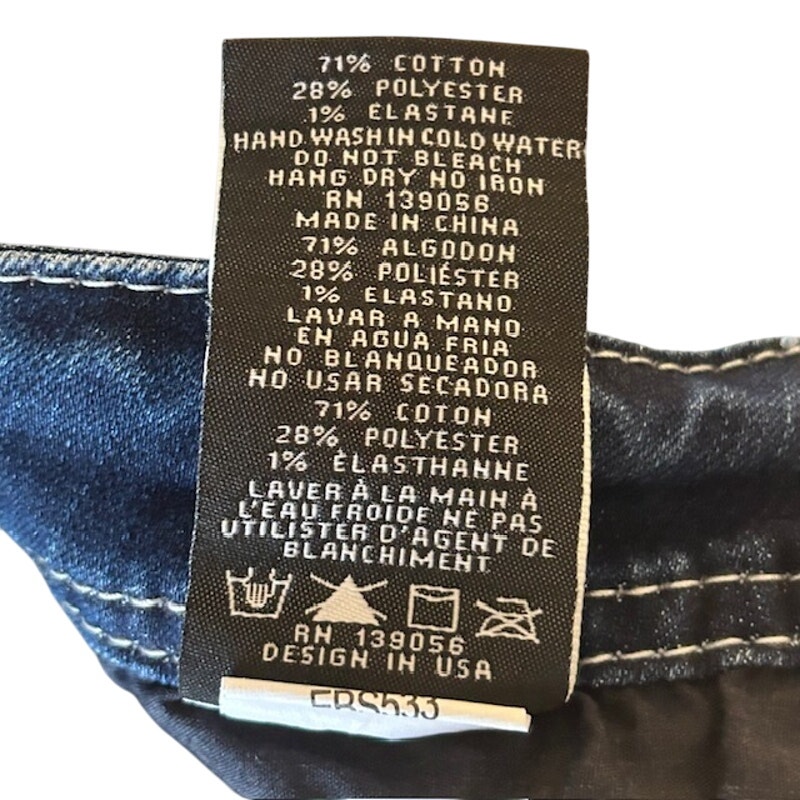 71% COTTON
28% POLYESTER
1% ELASTANE
HAND WASH IN COLD WATER
DO NOT BLEACH
HANG DRY NO IRON
RN 139056
MADE IN CHINA
71% ALGODON
28% POLIÉSTER
1% ELASTANO
LAVAR A MANO
EN AGUA FRIA
NO BLANQUEADOR
NO USAR SECADORA
71% COTON
28% POLYESTER
1% ÉLASTHANNE
LAVER À LA MAIN À
L'EAU FROIDE NE PAS
UTILISTER D'AGENT DE
BLANCHIMENT
RN 139056
DESIGN IN USA